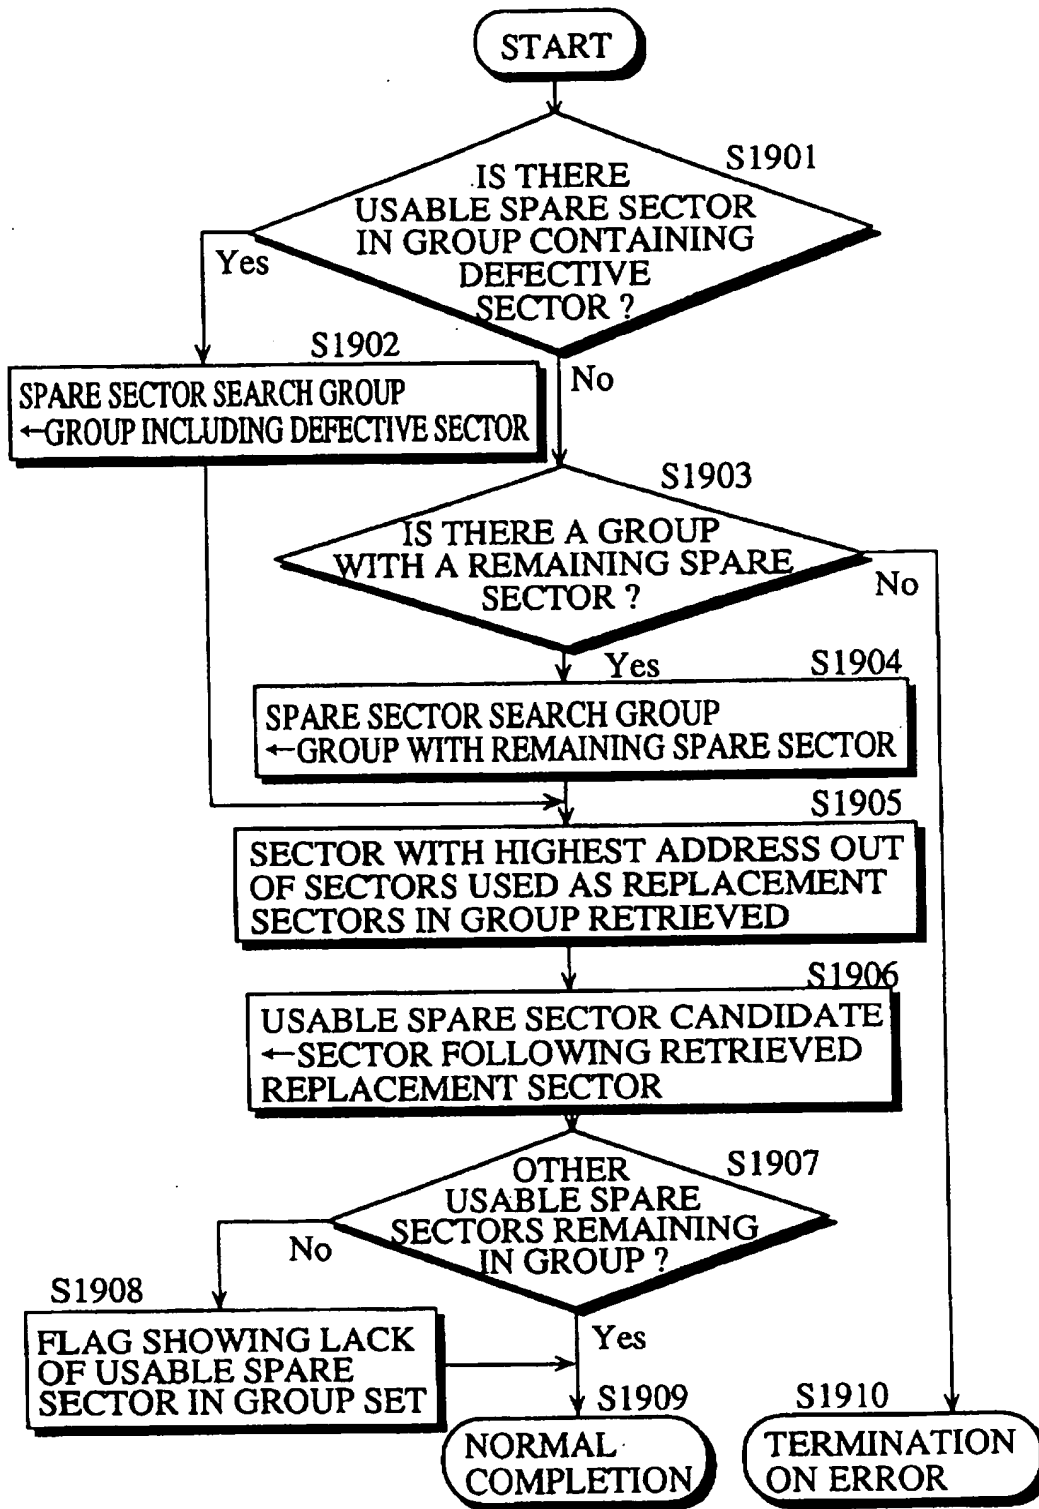 START
S1901
IS THERE
USABLE SPARE SECTOR
IN GROUP CONTAINING
DEFECTIVE
SECTOR ?
Yes
No
S1902
SPARE SECTOR SEARCH GROUP
←GROUP INCLUDING DEFECTIVE SECTOR
S1903
IS THERE A GROUP
WITH A REMAINING SPARE
SECTOR ?
No
Yes
S1904
SPARE SECTOR SEARCH GROUP
←GROUP WITH REMAINING SPARE SECTOR
S1905
SECTOR WITH HIGHEST ADDRESS OUT
OF SECTORS USED AS REPLACEMENT
SECTORS IN GROUP RETRIEVED
S1906
USABLE SPARE SECTOR CANDIDATE
←SECTOR FOLLOWING RETRIEVED
REPLACEMENT SECTOR
S1907
OTHER
USABLE SPARE
SECTORS REMAINING
IN GROUP ?
No
Yes
S1908
FLAG SHOWING LACK
OF USABLE SPARE
SECTOR IN GROUP SET
S1909
NORMAL
COMPLETION
S1910
TERMINATION
ON ERROR